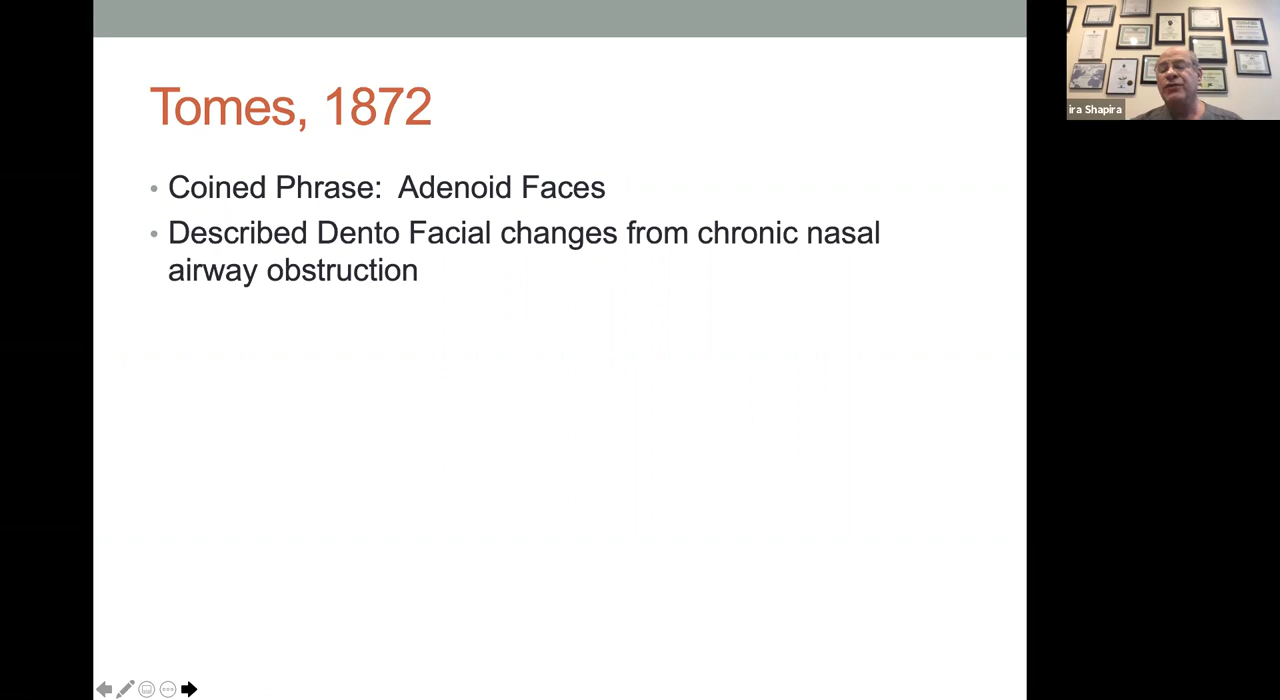 Tomes, 1872
• Coined Phrase:  Adenoid Faces
• Described Dento Facial changes from chronic nasal
airway obstruction
ira Shapira